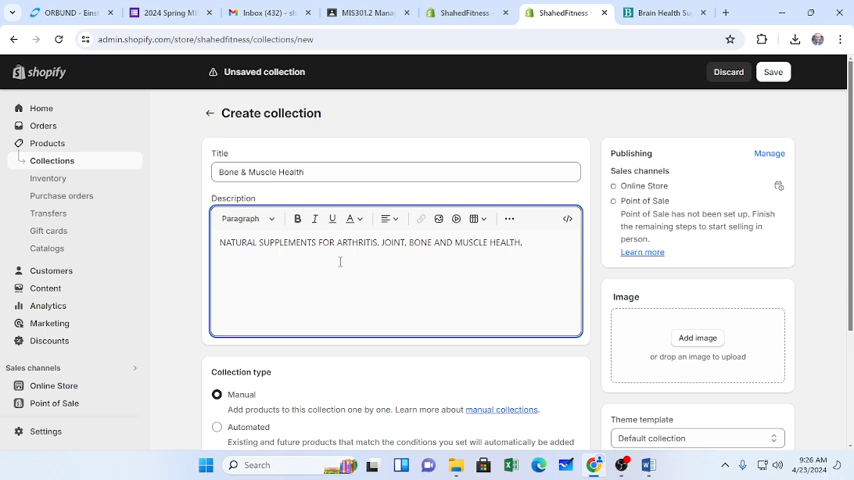 ORBUND - Einst
2024 Spring MI
Inbox (432) - sh
MIS301.2 Mana
ShahedFitness -
ShahedFitness
Brain Health Su
admin.shopify.com/store/shahedfitness/collections/new
shopify
Unsaved collection
Discard
Save
Home
Orders
Products
Collections
Inventory
Purchase orders
Transfers
Gift cards
Catalogs
Customers
Content
Analytics
Marketing
Discounts
Sales channels
Online Store
Point of Sale
Settings
Create collection
Title
Bone & Muscle Health
Description
Paragraph
B I U A
NATURAL SUPPLEMENTS FOR ARTHRITIS, JOINT, BONE AND MUSCLE HEALTH.
Collection type
Manual
Add products to this collection one by one. Learn more about manual collections.
Automated
Existing and future products that match the conditions you set will automatically be added
Publishing
Manage
Sales channels
Online Store
Point of Sale
Point of Sale has not been set up. Finish
the remaining steps to start selling in
person.
Learn more
Image
Add image
or drop an image to upload
Theme template
Default collection
Search
9:26 AM
4/23/2024